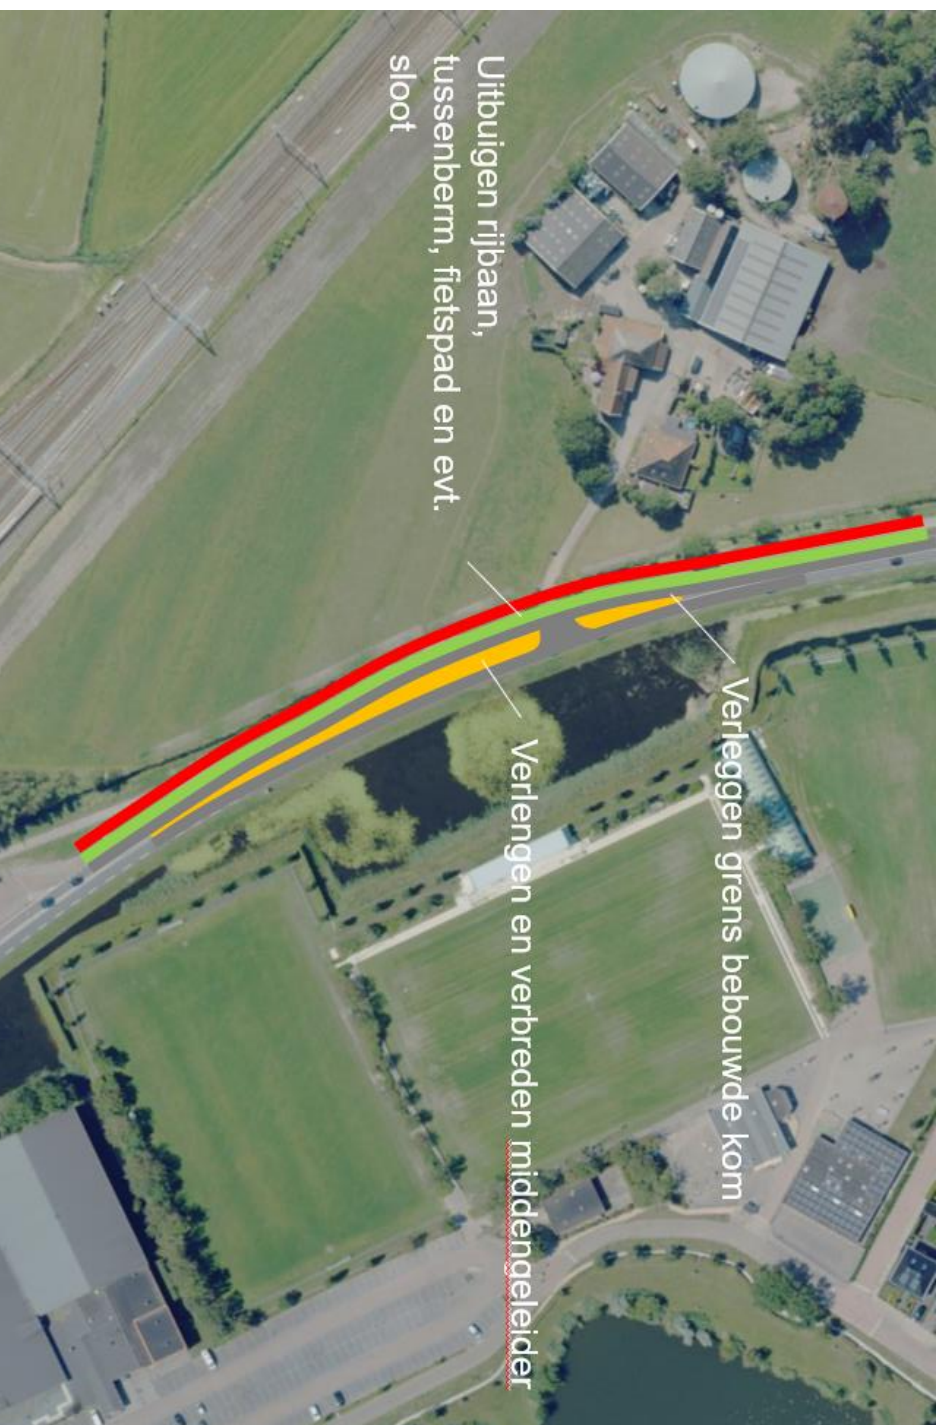 Uitbuigen rijbaan,
tussenberm, fietspad en evt.
sloot
Verleggen grens bebouwde kom
Verlengen en verbreden middengeleider